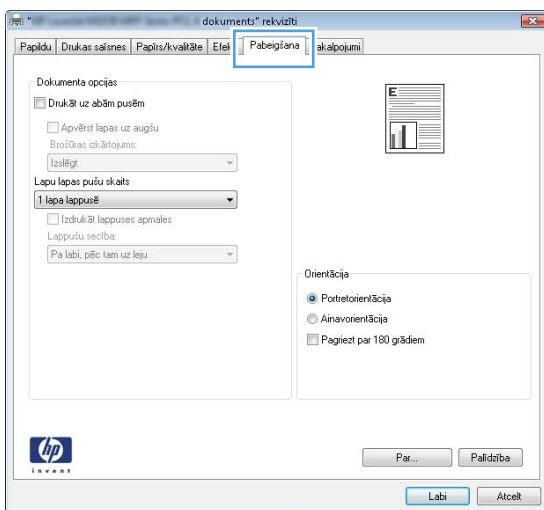 dokuments" rekvizīti
Papildu Drukas saīsnes Papīrs/kvalitāte Efek Pabeigšana akalpojumi
Dokumenta opcijas
Drukāt uz abām pusēm
Apvērst lapas uz augšu
Brošūras izkārtojums:
Izslēgt
Lapu lapas pušu skaits
1 lapa lappusē
Izdrukāt lappuses apmales
Lappušu secība:
Pa labi, pēc tam uz leju
E
Orientācija
Portretorientācija
Ainavorientācija
Pagriezt par 180 grādiem
hp
invent
Par... Palīdzība
Labi Atcelt